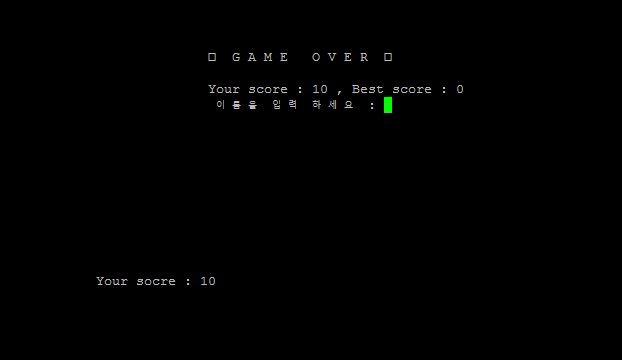 □ G A M E   O V E R □
Your score : 10 , Best score : 0
이름을 입력 하세요 :
Your socre : 10